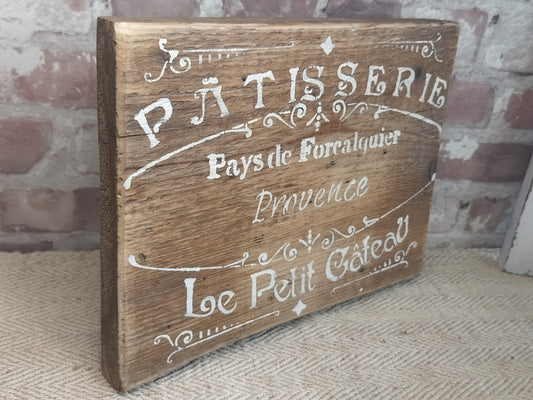 PÂTISSERIE
Pays de Forcalquier
Provence
Le Petit Gâteau